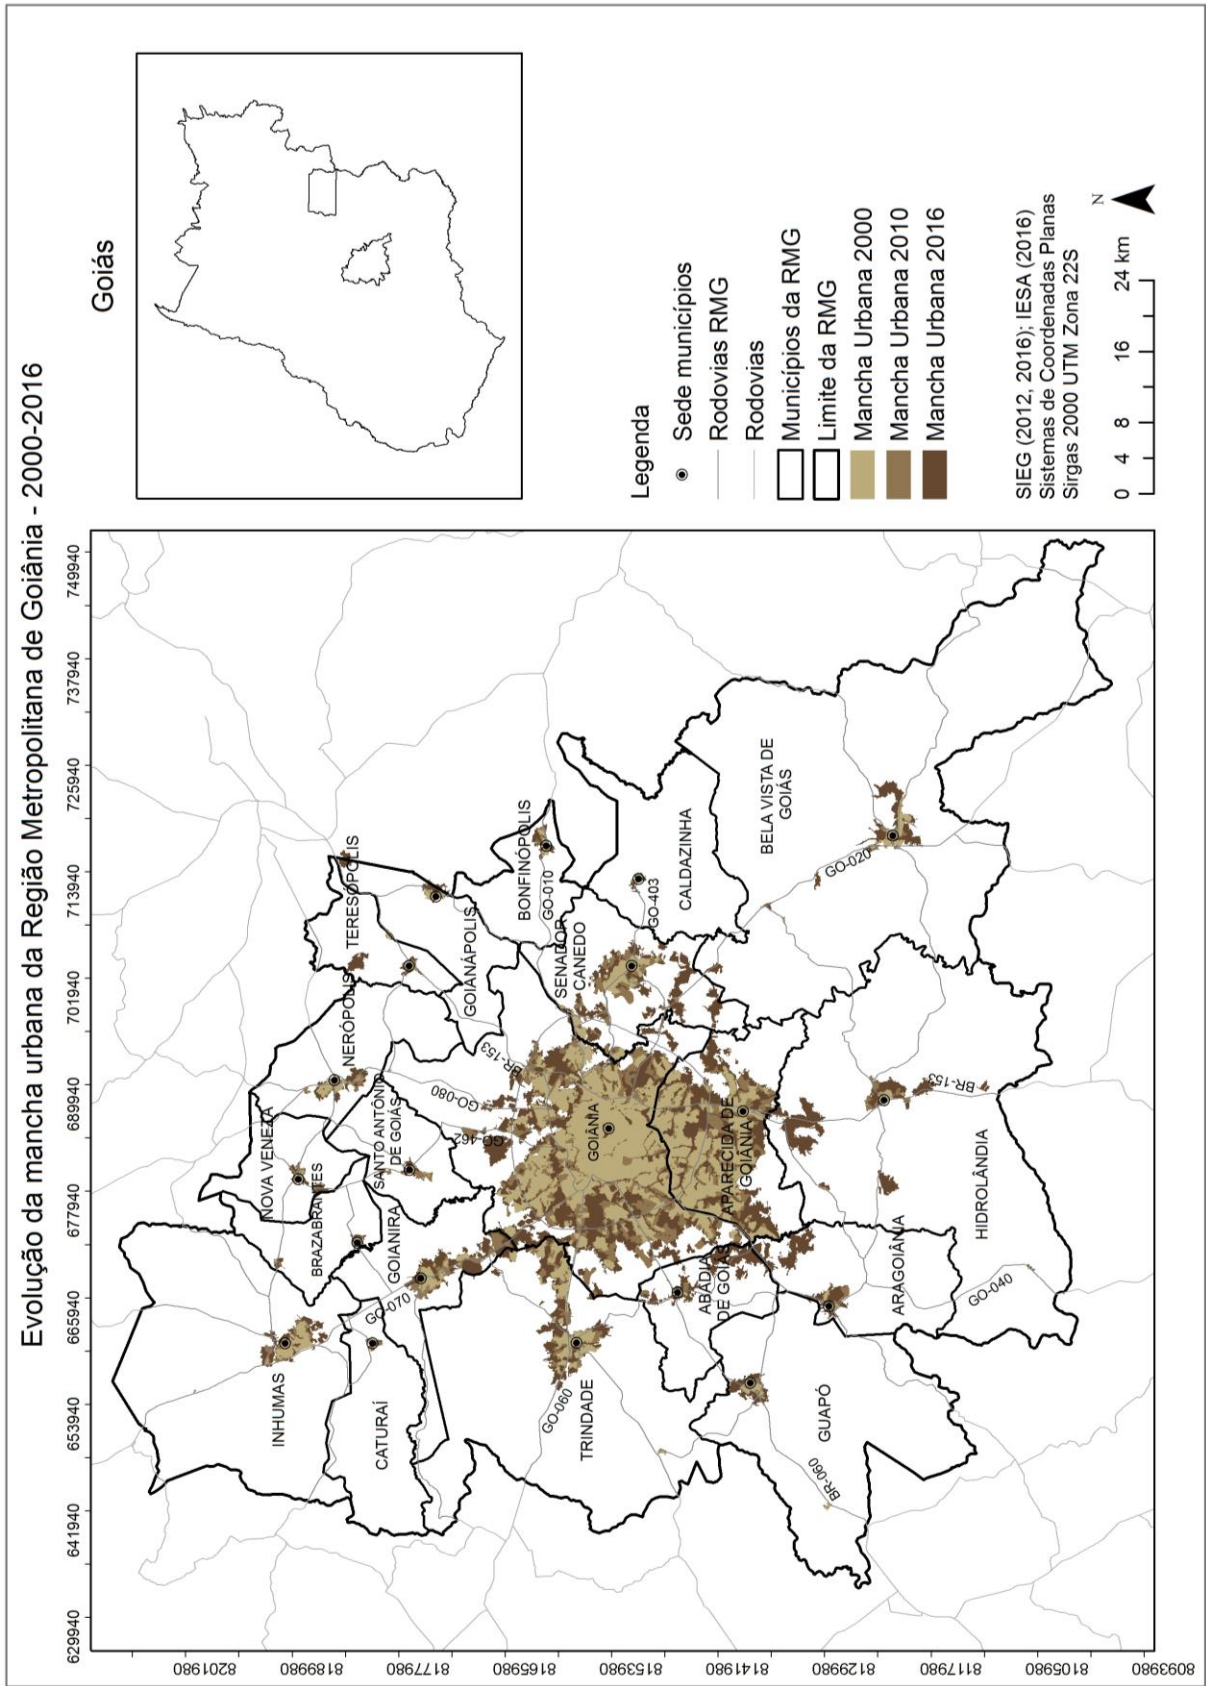 Evolução da mancha urbana da Região Metropolitana de Goiânia - 2000-2016
629940 641940 653940 665940 677940 689940 701940 713940 725940 737940 749940
8201980
8189980
8177980
8165980
8153980
8141980
8129980
8117980
8105980
8093980
INHUMAS
NOVA VENEZA
BRAZABRANTES
NERÓPOLIS
TERESÓPOLIS
CATURAÍ
GO-070
GOIANIRA
SANTO ANTÔNIO
DE GOIÁS
GOIANÁPOLIS
GO-462
GO-080
BR-153
BONFINÓPOLIS
GO-010
GO-060
TRINDADE
GOIÂNIA
SENADOR
CANEDO
GO-403
CALDAZINHA
ABADIA
DE GOIÁS
APARECIDA DE
GOIÂNIA
BELA VISTA DE
GOIÁS
GO-020
BR-060
GUAPÓ
ARAGOIÂNIA
BR-153
HIDROLÂNDIA
GO-040
Goiás
Legenda
Sede municípios
Rodovias RMG
Rodovias
Municípios da RMG
Limite da RMG
Mancha Urbana 2000
Mancha Urbana 2010
Mancha Urbana 2016
SIEG (2012, 2016); IESA (2016)
Sistemas de Coordenadas Planas
Sirgas 2000 UTM Zona 22S
N
0 4 8 16 24 km